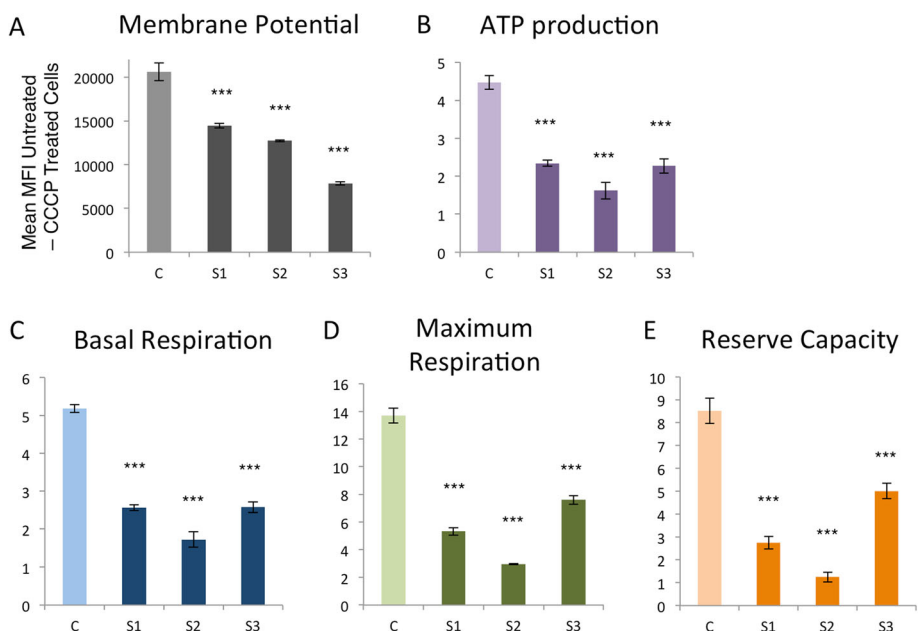 A
Membrane Potential
Mean MFI Untreated
– CCCP Treated Cells
20000
15000
10000
5000
0
***
***
***
C S1 S2 S3
B
ATP production
5
4
3
2
1
0
***
***
***
C S1 S2 S3
C
Basal Respiration
6
5
4
3
2
1
0
***
***
***
C S1 S2 S3
D
Maximum
Respiration
16
14
12
10
8
6
4
2
0
***
***
***
C S1 S2 S3
E
Reserve Capacity
10
9
8
7
6
5
4
3
2
1
0
***
***
***
C S1 S2 S3